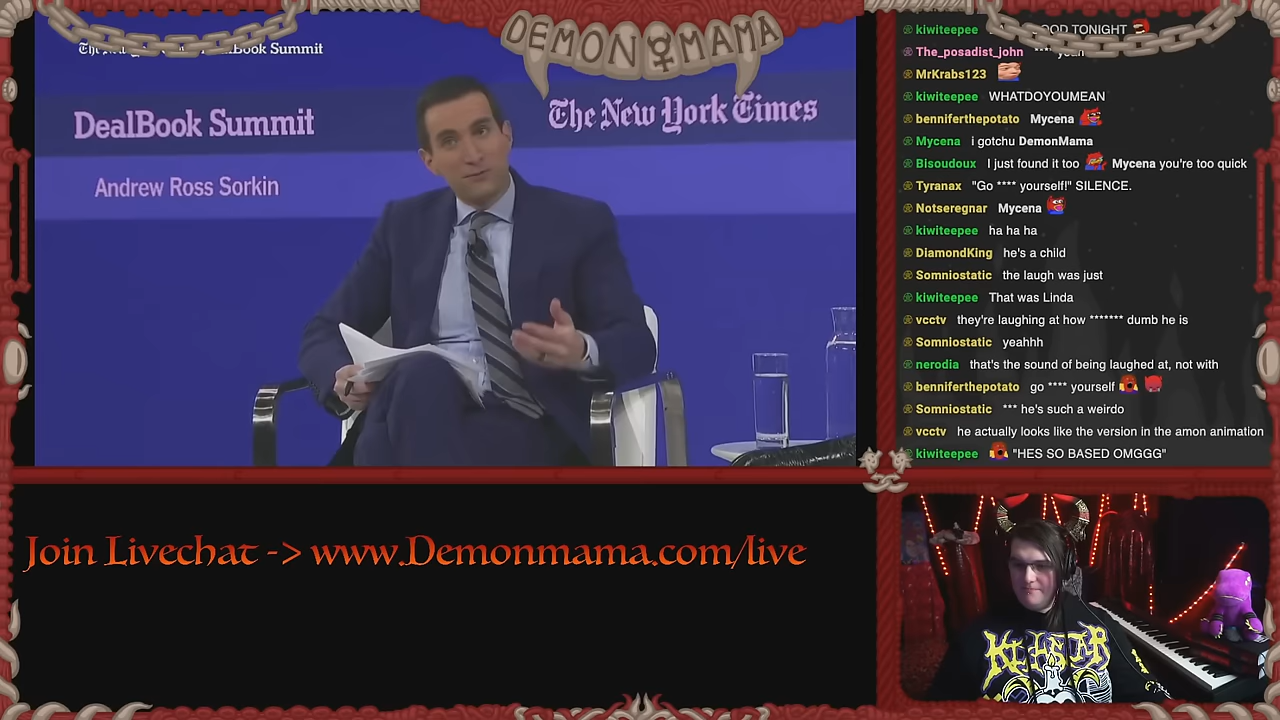 DealBook Summit
DEMON MAMA
DealBook Summit
The New York Times
Andrew Ross Sorkin
kiwiteepee OOD TONIGHT
The_posadist_john **** yeah
MrKrabs123
kiwiteepee WHATDOYOUMEAN
benniferthepotato Mycena
Mycena i gotchu DemonMama
Bisoudoux I just found it too Mycena you're too quick
Tyranax "Go **** yourself!" SILENCE.
Notseregnar Mycena
kiwiteepee ha ha ha
DiamondKing he's a child
Somniostatic the laugh was just
kiwiteepee That was Linda
vcctv they're laughing at how ******* dumb he is
Somniostatic yeahhh
nerodia that's the sound of being laughed at, not with
benniferthepotato go **** yourself
Somniostatic *** he's such a weirdo
vcctv he actually looks like the version in the amon animation
kiwiteepee "HES SO BASED OMGGG"
Join Livechat -> www.Demonmama.com/live